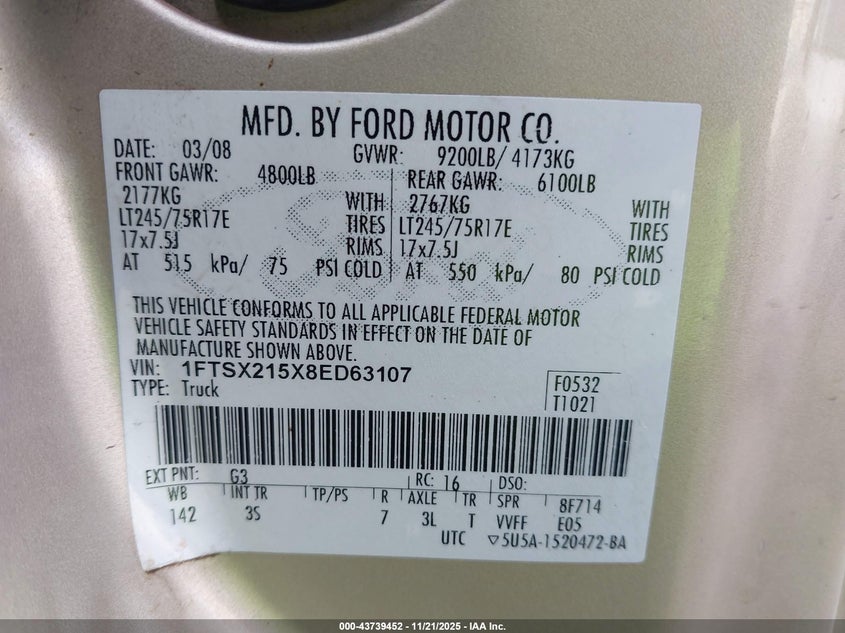 MFD. BY FORD MOTOR CO.
DATE: 03/08 GVWR: 9200LB/ 4173KG
FRONT GAWR: 4800LB REAR GAWR: 6100LB
2177KG WITH 2767KG WITH
LT245/75R17E TIRES LT245/75R17E TIRES
17x7.5J RIMS 17x7.5J RIMS
AT 515 kPa/ 75 PSI COLD AT 550 kPa/ 80 PSI COLD
THIS VEHICLE CONFORMS TO ALL APPLICABLE FEDERAL MOTOR
VEHICLE SAFETY STANDARDS IN EFFECT ON THE DATE OF
MANUFACTURE SHOWN ABOVE.
VIN: 1FTSX215X8ED63107
TYPE: Truck
F0532
T1021
EXT PNT: G3 RC: 16 DSO:
WB INT TR TP/PS R AXLE TR SPR 8F714
142 3S 7 3L T VVFF E05
UTC ▽5U5A-1520472-BA
000-43739452 - 11/21/2025 - IAA Inc.